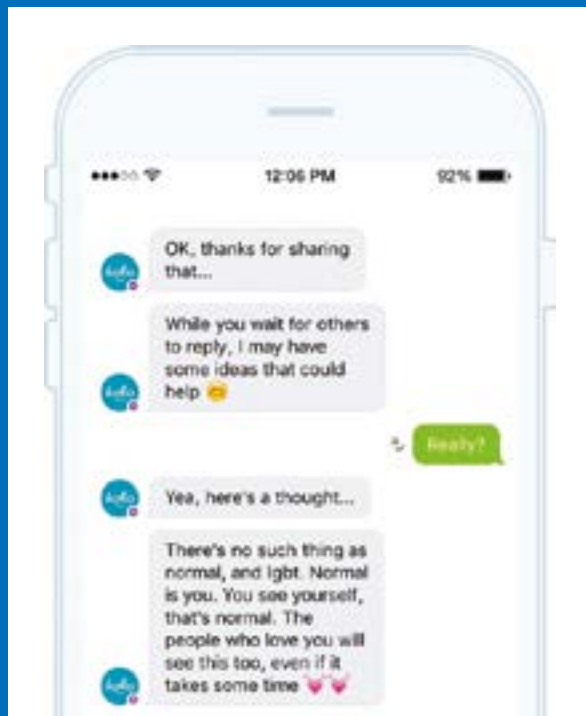 12:06 PM
92%
OK, thanks for sharing
that...
While you wait for others
to reply, I may have
some ideas that could
help 🤗
Really?
Yea, here's a thought...
There's no such thing as
normal, and lgbt. Normal
is you. You see yourself,
that's normal. The
people who love you will
see this too, even if it
takes some time 💓💓